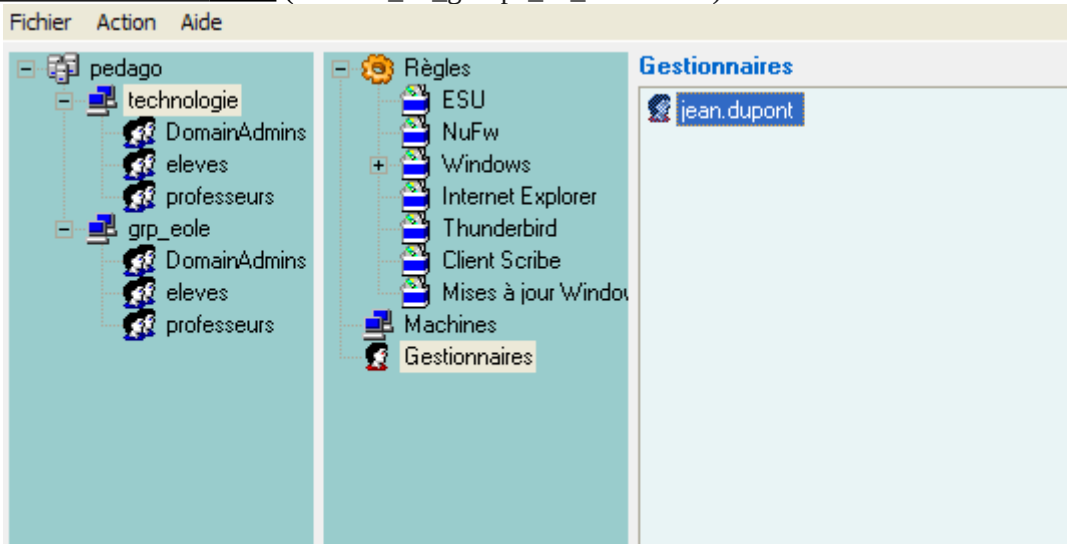 Fichier Action Aide
pedago
technologie
DomainAdmins
eleves
professeurs
grp_eole
DomainAdmins
eleves
professeurs
Règles
ESU
NuFw
Windows
Internet Explorer
Thunderbird
Client Scribe
Mises à jour Window
Machines
Gestionnaires
Gestionnaires
jean.dupont